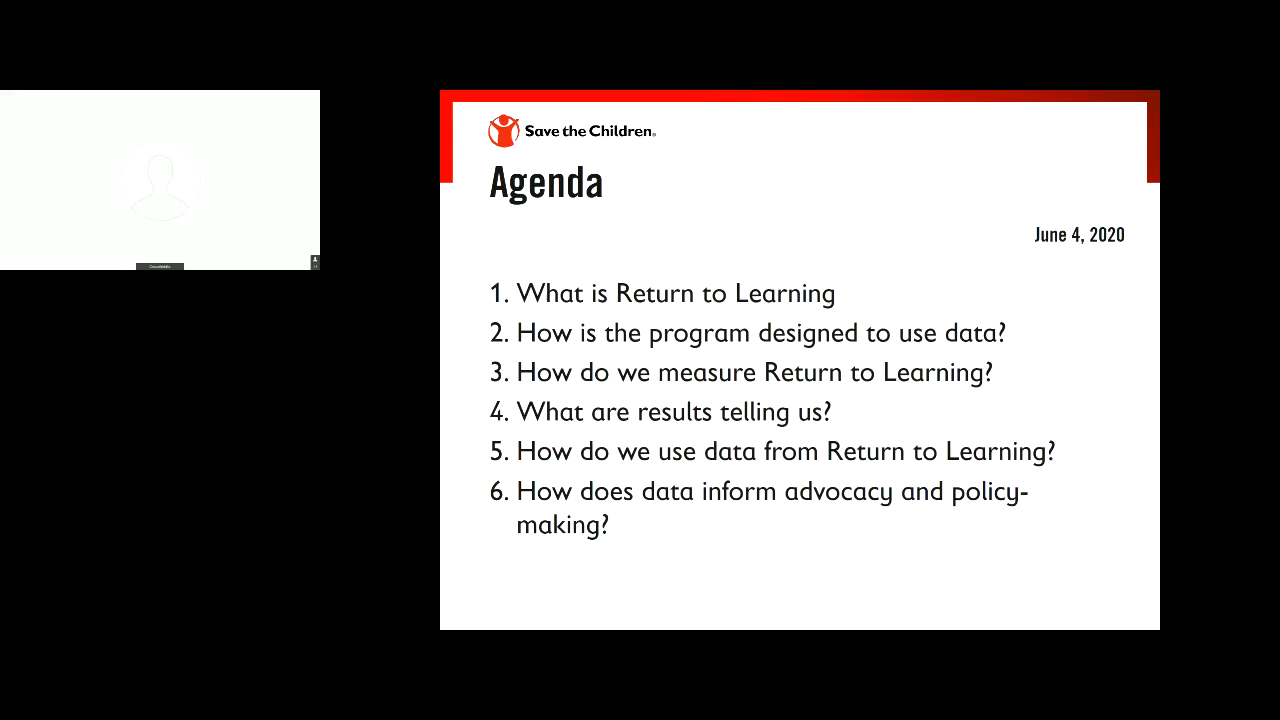 Save the Children®
Agenda
June 4, 2020
1. What is Return to Learning
2. How is the program designed to use data?
3. How do we measure Return to Learning?
4. What are results telling us?
5. How do we use data from Return to Learning?
6. How does data inform advocacy and policy-
making?